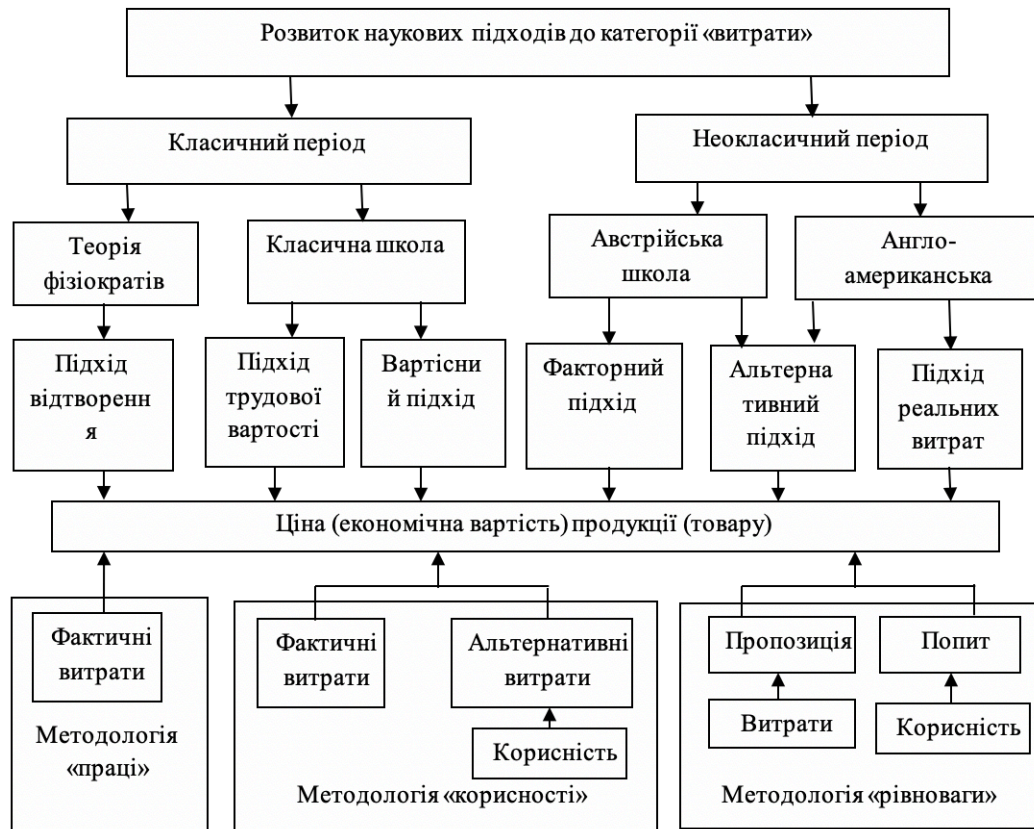 Розвиток наукових підходів до категорії «витрати»
Класичний період
Неокласичний період
Теорія
фізіократів
Класична школа
Австрійська
школа
Англо-
американська
Підхід
відтворенн
я
Підхід
трудової
вартості
Вартісни
й підхід
Факторний
підхід
Альтерна
тивний
підхід
Підхід
реальних
витрат
Ціна (економічна вартість) продукції (товару)
Фактичні
витрати
Методологія
«праці»
Фактичні
витрати
Альтернативні
витрати
Корисність
Методологія «корисності»
Пропозиція
Попит
Витрати
Корисність
Методологія «рівноваги»